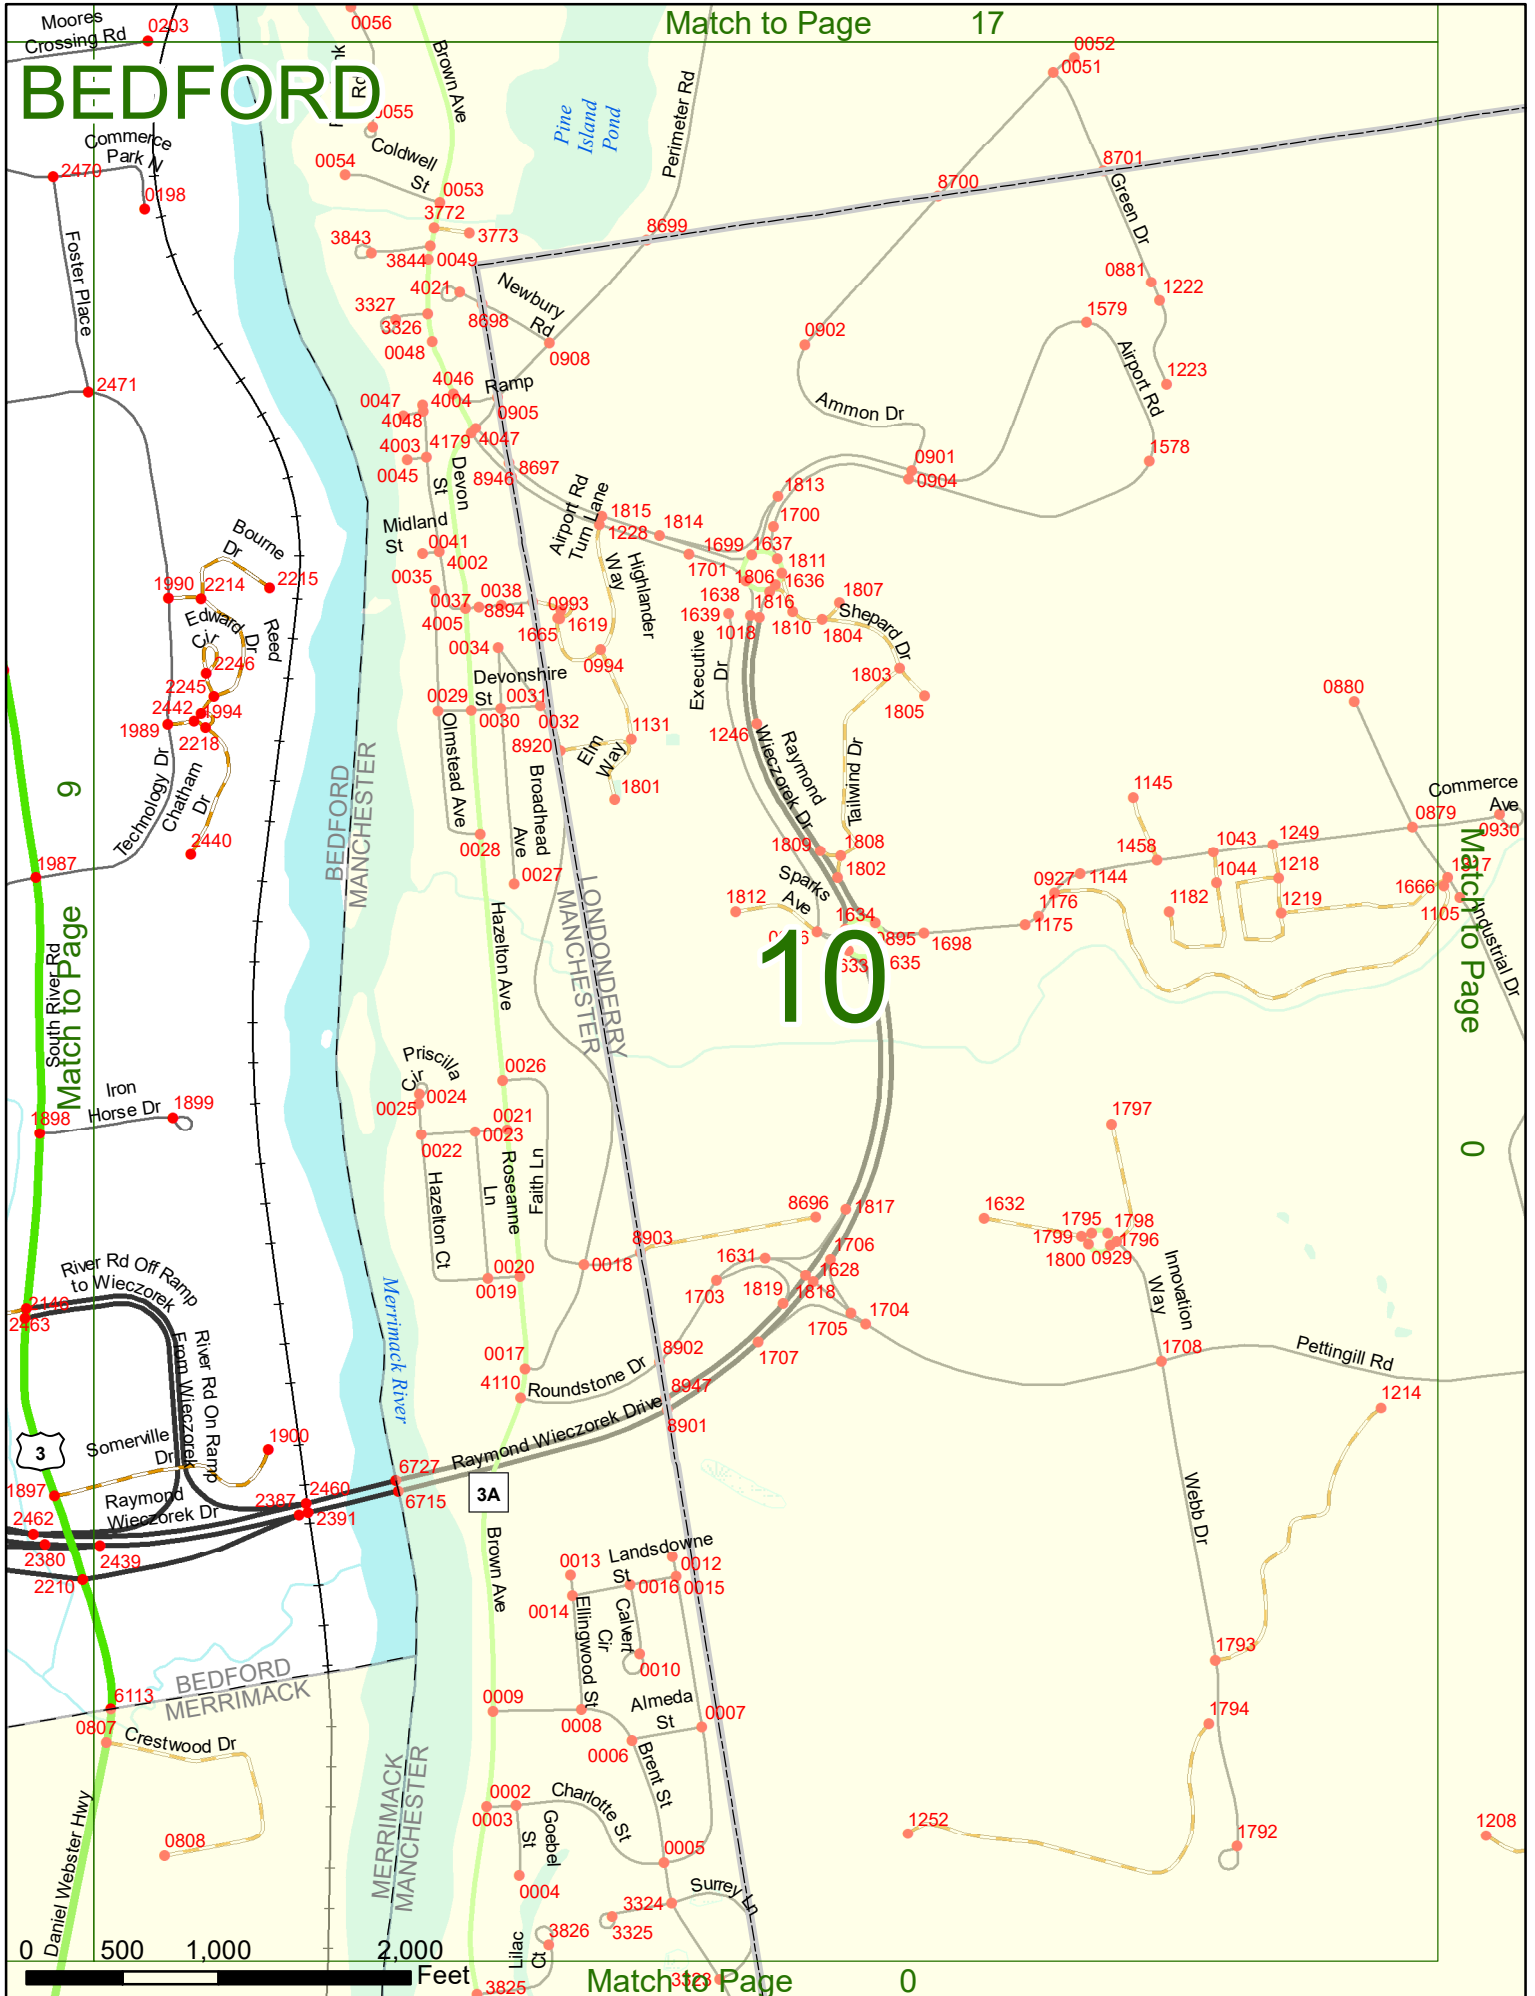 Match to Page 17
BEDFORD
Moores
Crossing Rd
0203
0056
Brown Ave
0052
0051
Rd
0055
Pine
Island
Pond
Perimeter Rd
Commerce
Park N
2470
0198
0054
Coldwell
St
0053
3772
3773
3843
3844
0049
8699
8700
8701
Green Dr
0881
1222
1579
1223
Foster Place
4021
Newbury
Rd
3327
3326
8698
0048
0908
0902
Airport Rd
2471
4046
Ramp
0047
4004
4048
0905
4179
4047
4003
0045
Ammon Dr
0901
0904
1578
Devon
St
8697
8946
1813
Airport Rd
Turn Lane
1815
1228
1814
1700
Midland
St
0041
4002
Bourne
Dr
2215
1990
2214
0035
0037
0038
8894
4005
0993
1619
1665
Highlander
Way
1699
1637
1701
1811
1806
1636
1638
1807
1639
1816
1018
1810
1804
Shepard Dr
Edward
Cir
Dr
Reed
2246
2245
0034
0994
Executive
Dr
1803
1805
Devonshire
St
0031
0029
0030
0032
2442
1994
1989
2218
8920
Elm
Way
1131
1246
0880
Olmstead Ave
Raymond
Wieczorek Dr
Tailwind Dr
1801
1145
Technology Dr
Chatham
Dr
2440
BEDFORD
MANCHESTER
Broadhead
Ave
0028
0027
1809
1808
1802
Sparks
Ave
1812
1634
0895
1698
635
633
1458
1043
1249
0879
Commerce
Ave
0930
1044
1218
0927
1144
1176
1175
1182
1219
1317
1666
1105
Industrial Dr
1987
Match to Page
9
South River Rd
Match to Page
0
10
Hazelton Ave
LONDONDERRY
MANCHESTER
Iron
Horse Dr
1899
1898
Priscilla
Cir
0024
0025
0026
0021
0023
0022
Hazelton Ct
Roseanne
Ln
Faith Ln
1797
8696
1817
1632
1795
1798
1799
1796
1800
0929
8903
0018
1706
1631
1628
1703
1819
1818
1704
1705
0020
0019
Innovation
Way
River Rd Off Ramp
to Wieczorek
2146
2463
River Rd On Ramp
From Wieczorek
Merrimack River
0017
4110
8902
Roundstone Dr
1707
1708
Pettingill Rd
1214
8947
8901
3
Somerville
Dr
1900
Raymond Wieczorek Drive
1897
6727
6715
3A
2460
2387
2391
Raymond
Wieczorek Dr
2462
2380
2439
2210
Webb Dr
Brown Ave
0013
Landsdowne
St
0012
0016
0015
0014
Ellingwood St
Calvert
Cir
0010
BEDFORD
MERRIMACK
6113
0807
Crestwood Dr
0009
0008
Almeda
St
0007
0006
1793
1794
Brent St
MERRIMACK
MANCHESTER
0002
0003
Charlotte St
Goebel
St
0004
0005
0808
Daniel Webster Hwy
1252
1792
1208
Surrey Ln
3324
3325
Lilac
Ct
3826
3825
3323
0 500 1,000 2,000
Feet
Match to Page 0